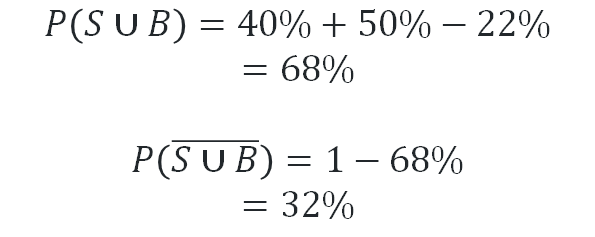 P(S ∪ B) = 40% + 50% − 22%
= 68%
P(S̅ ̅∪̅ ̅B̅) = 1 − 68%
= 32%